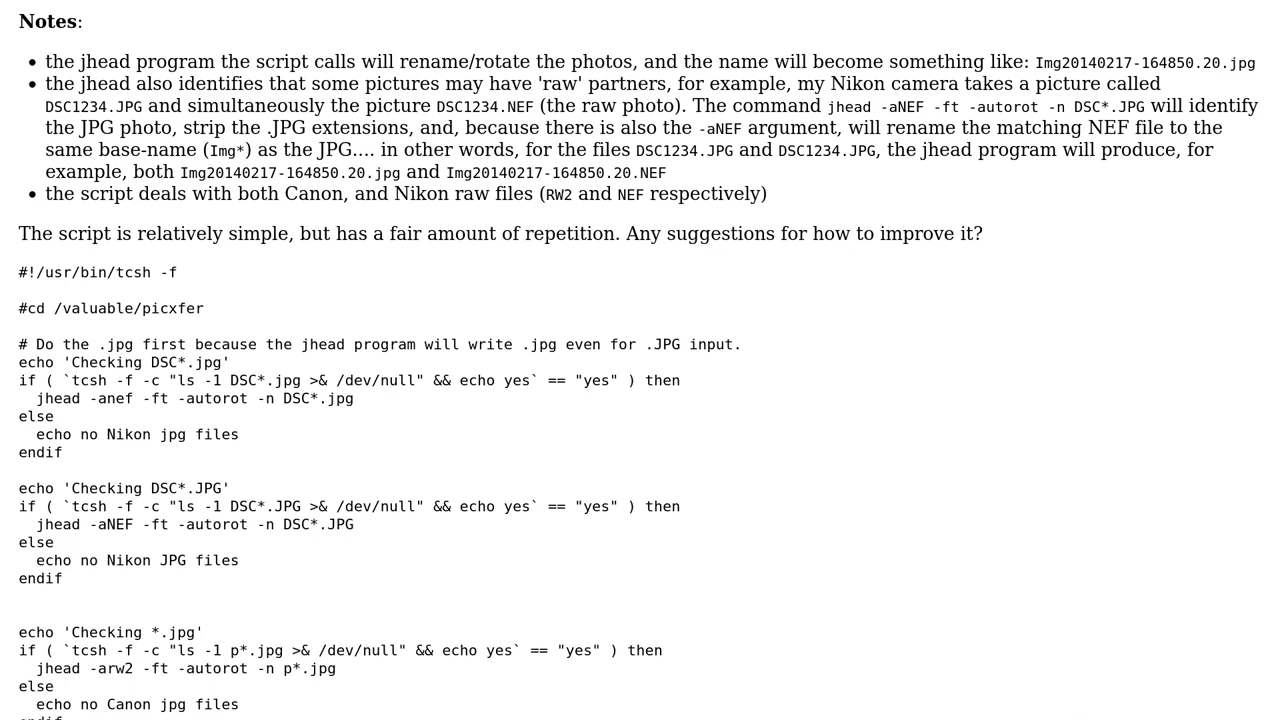 Notes:
• the jhead program the script calls will rename/rotate the photos, and the name will become something like: Img20140217-164850.20.jpg
• the jhead also identifies that some pictures may have 'raw' partners, for example, my Nikon camera takes a picture called
DSC1234.JPG and simultaneously the picture DSC1234.NEF (the raw photo). The command jhead -aNEF -ft -autorot -n DSC*.JPG will identify
the JPG photo, strip the .JPG extensions, and, because there is also the -aNEF argument, will rename the matching NEF file to the
same base-name (Img*) as the JPG.... in other words, for the files DSC1234.JPG and DSC1234.JPG, the jhead program will produce, for
example, both Img20140217-164850.20.jpg and Img20140217-164850.20.NEF
• the script deals with both Canon, and Nikon raw files (RW2 and NEF respectively)
The script is relatively simple, but has a fair amount of repetition. Any suggestions for how to improve it?
#!/usr/bin/tcsh -f
#cd /valuable/picxfer
# Do the .jpg first because the jhead program will write .jpg even for .JPG input.
echo 'Checking DSC*.jpg'
if ( `tcsh -f -c "ls -1 DSC*.jpg >& /dev/null" && echo yes` == "yes" ) then
  jhead -anef -ft -autorot -n DSC*.jpg
else
  echo no Nikon jpg files
endif
echo 'Checking DSC*.JPG'
if ( `tcsh -f -c "ls -1 DSC*.JPG >& /dev/null" && echo yes` == "yes" ) then
  jhead -aNEF -ft -autorot -n DSC*.JPG
else
  echo no Nikon JPG files
endif
echo 'Checking *.jpg'
if ( `tcsh -f -c "ls -1 p*.jpg >& /dev/null" && echo yes` == "yes" ) then
  jhead -arw2 -ft -autorot -n p*.jpg
else
  echo no Canon jpg files